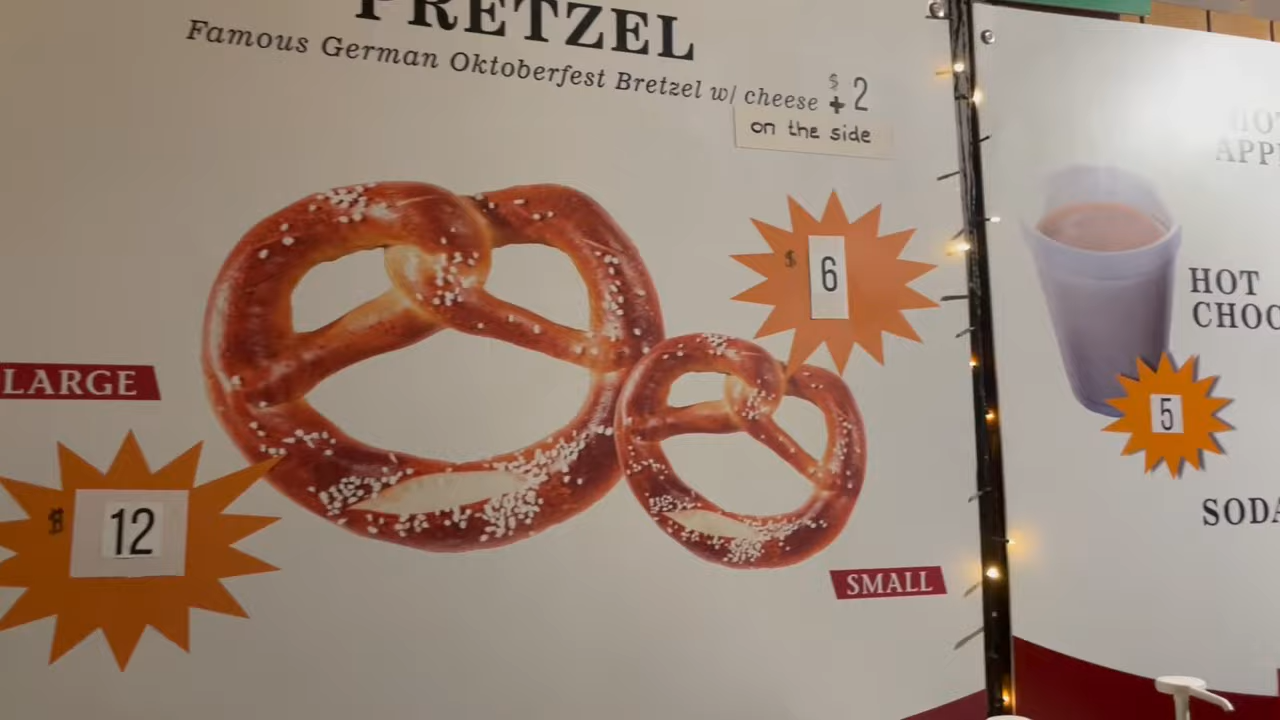 PRETZEL
Famous German Oktoberfest Bretzel w/ cheese + $2
on the side
$ 6
LARGE
$ 12
SMALL
HOT
CHOC
5
SODA